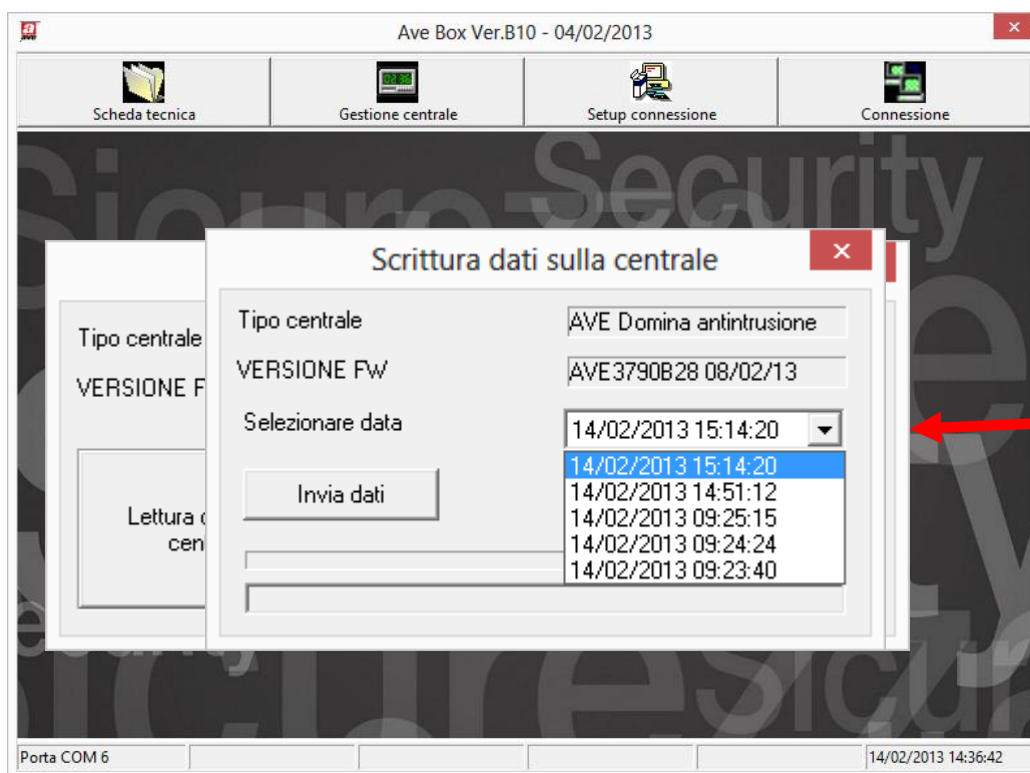 Ave Box Ver.B10 - 04/02/2013
Scheda tecnica
Gestione centrale
Setup connessione
Connessione
Security
Scrittura dati sulla centrale
Tipo centrale
AVE Domina antintrusione
VERSIONE FW
AVE3790B28 08/02/13
Selezionare data
14/02/2013 15:14:20
14/02/2013 15:14:20
14/02/2013 14:51:12
14/02/2013 09:25:15
14/02/2013 09:24:24
14/02/2013 09:23:40
Invia dati
Tipo centrale
VERSIONE F
Lettura
cen
Porta COM 6
14/02/2013 14:36:42